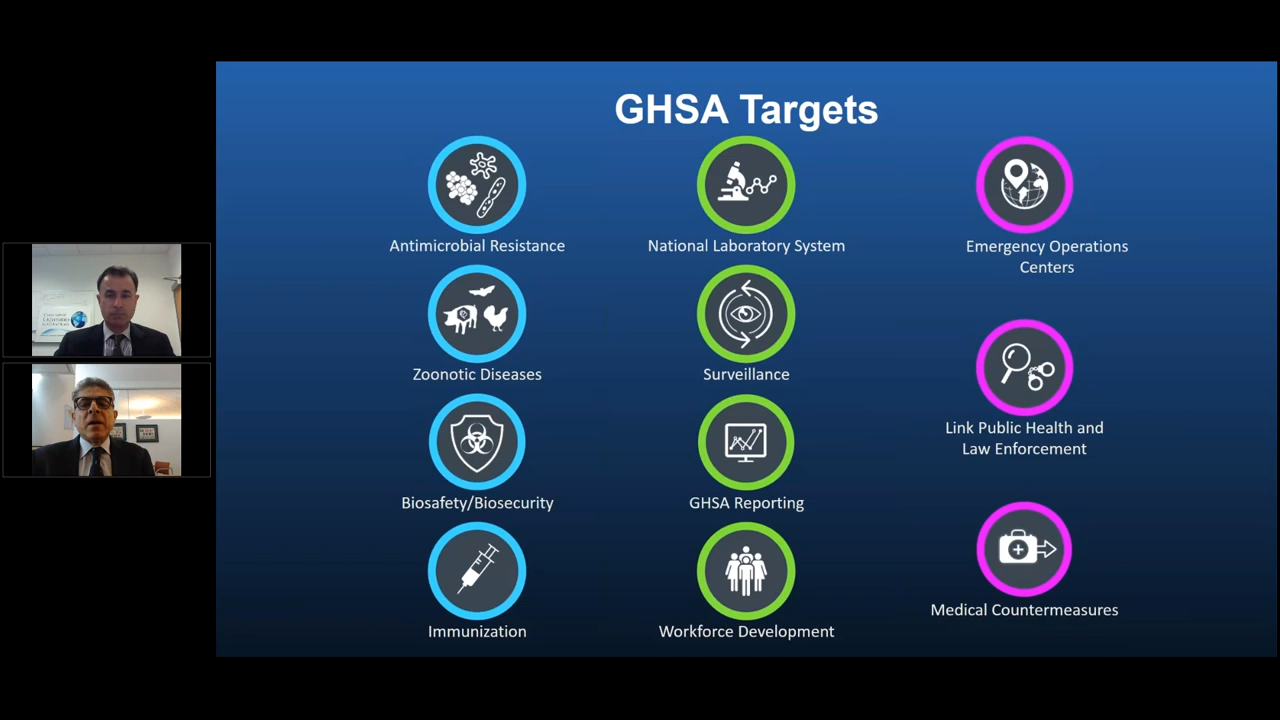 GHSA Targets
Antimicrobial Resistance
Zoonotic Diseases
Biosafety/Biosecurity
Immunization
National Laboratory System
Surveillance
GHSA Reporting
Workforce Development
Emergency Operations
Centers
Link Public Health and
Law Enforcement
Medical Countermeasures